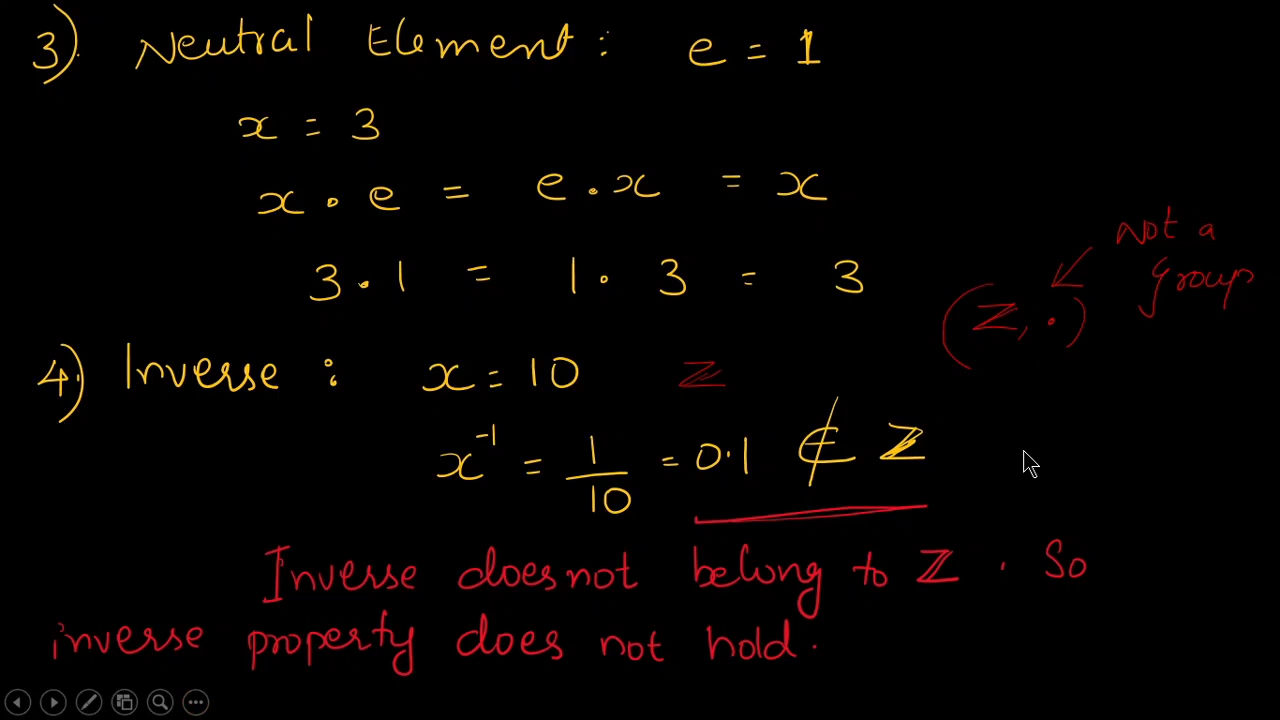 3) Neutral Element : e = 1
x = 3
x . e = e . x = x
3 . 1 = 1 . 3 = 3
Not a
group
(ℤ, .)
4) Inverse : x = 10 ℤ
x⁻¹ = 1/10 = 0.1 ∉ ℤ
Inverse does not belong to ℤ . So
inverse property does not hold .